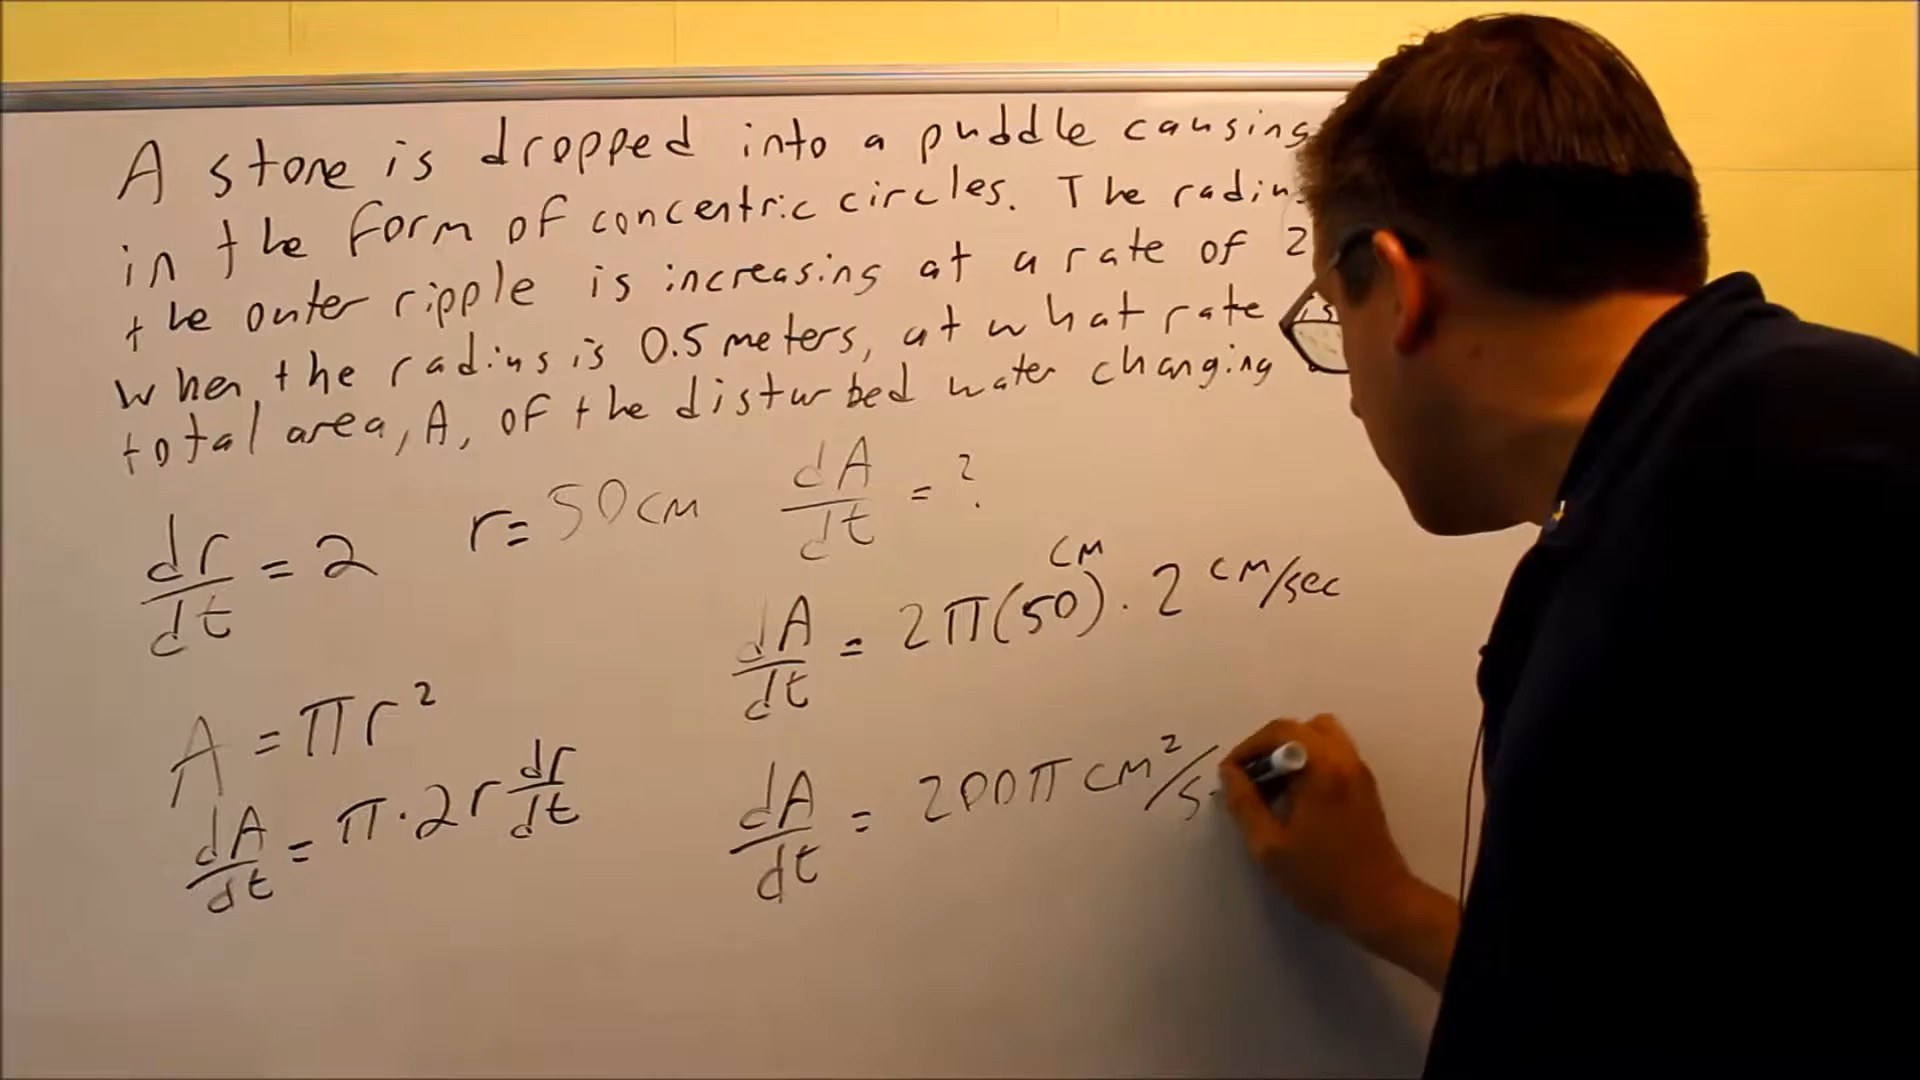 A stone is dropped into a puddle causing
in the form of concentric circles. The radius
the outer ripple is increasing at a rate of 2
when the radius is 0.5 meters, at what rate is
total area, A, of the disturbed water changing
dr/dt = 2
r = 50 cm
dA/dt = ?
A = πr²
dA/dt = π · 2r dr/dt
dA/dt = 2π(50) cm · 2 cm/sec
dA/dt = 200π cm²/s